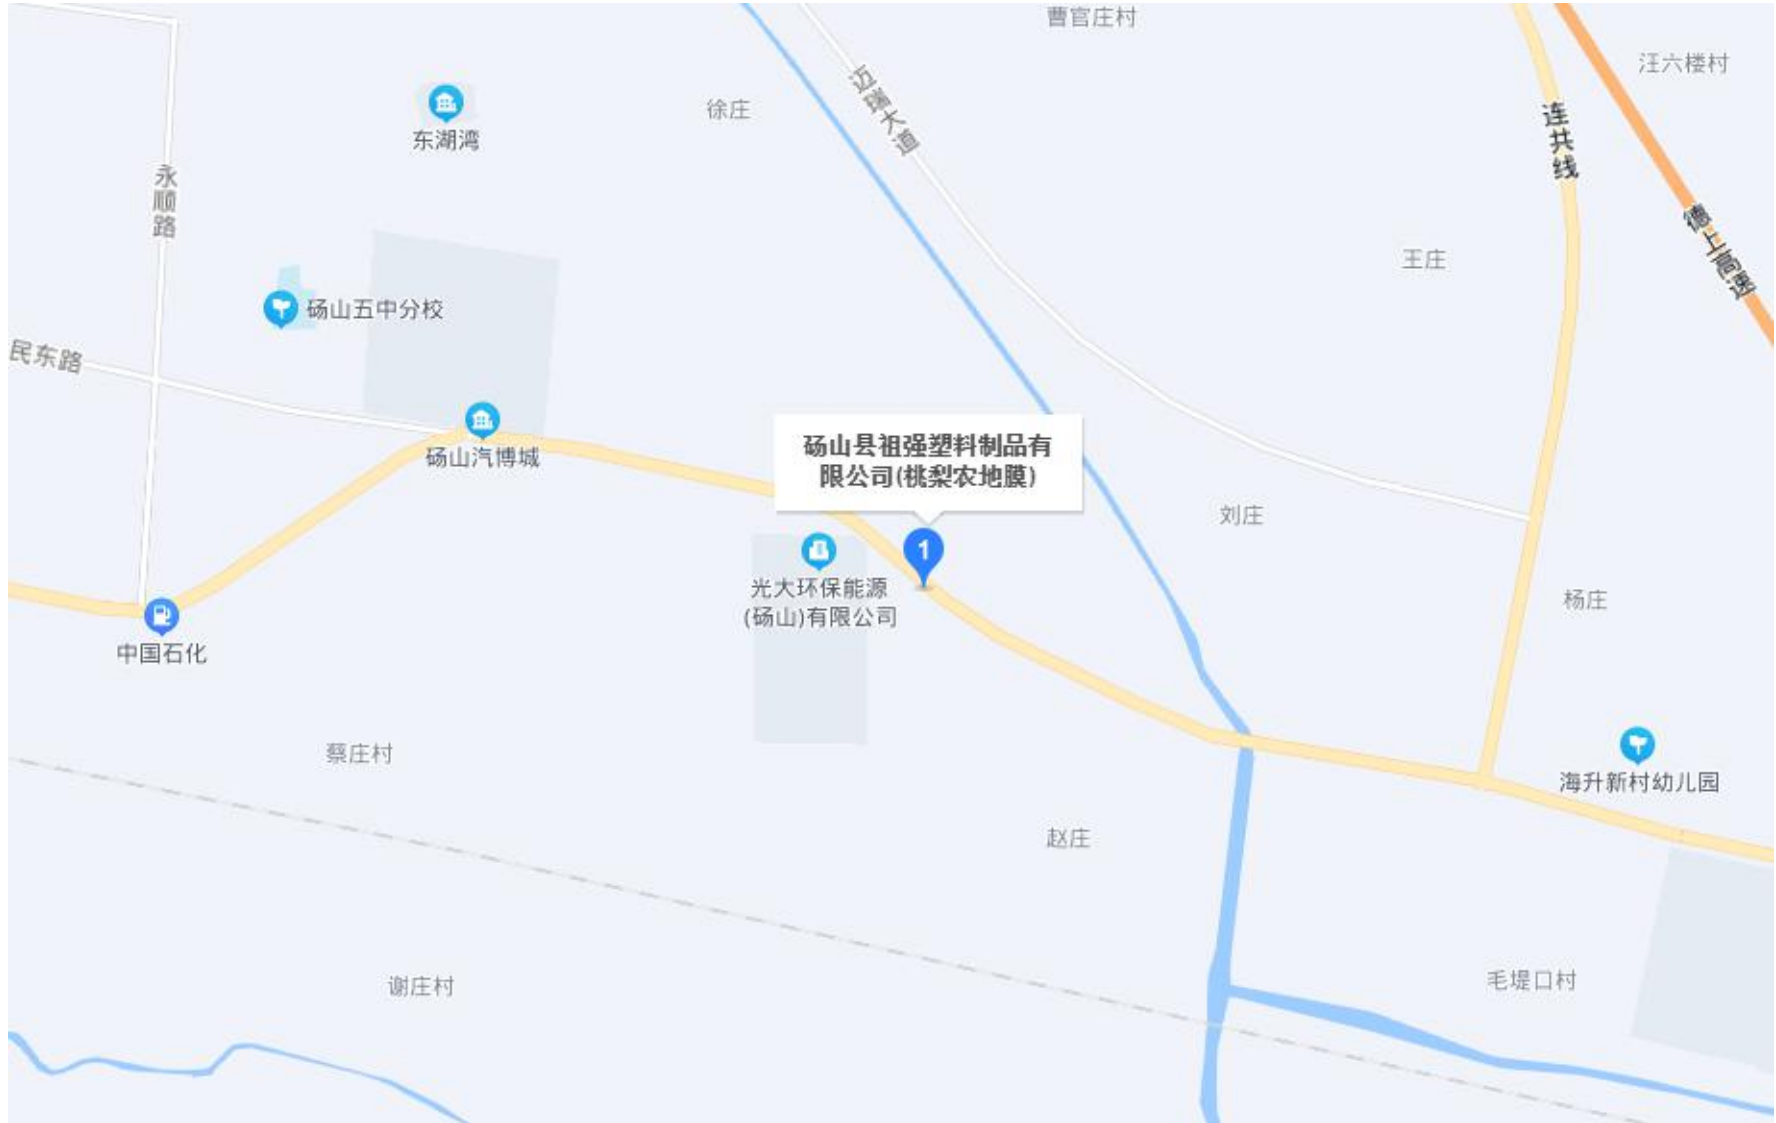 曹官庄村
汪六楼村
东湖湾
徐庄
迈瑞大道
连共线
永顺路
德上高速
王庄
砀山五中分校
民东路
砀山汽博城
砀山县祖强塑料制品有
限公司(桃梨农地膜)
刘庄
1
光大环保能源
(砀山)有限公司
杨庄
中国石化
蔡庄村
海升新村幼儿园
赵庄
谢庄村
毛堤口村